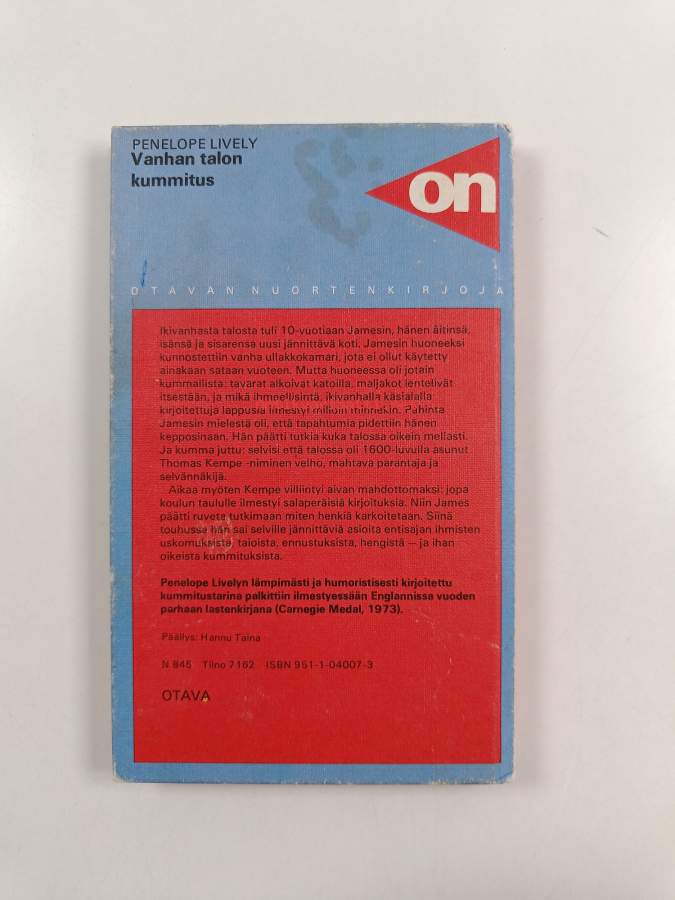 PENELOPE LIVELY
Vanhan talon
kummitus
on
OTAVAN NUORTENKIRJOJA
Ikivanhasta talosta tuli 10-vuotiaan Jamesin, hänen äitinsä,
isänsä ja sisarensa uusi jännittävä koti. Jamesin huoneeksi
kunnostettiin vanha ullakkokamari, jota ei ollut käytetty
ainakaan sataan vuoteen. Mutta huoneessa oli jotain
kummallista: tavarat alkoivat katoilla, maljakot lentelivät
itsestään, ja mikä ihmeellisintä, ikivanhalla käsialalla
kirjoitettuja lappusia ilmestyi milloin minnekin. Pahinta
Jamesin mielestä oli, että tapahtumia pidettiin hänen
kepposinaan. Hän päätti tutkia kuka talossa oikein mellasti.
Ja kumma juttu: selvisi että talossa oli 1600-luvulla asunut
Thomas Kempe -niminen velho, mahtava parantaja ja
selvännäkijä.
Aikaa myöten Kempe villiintyi aivan mahdottomaksi: jopa
koulun taululle ilmestyi salaperäisiä kirjoituksia. Niin James
päätti ruveta tutkimaan miten henkiä karkoitetaan. Siinä
touhussa hän sai selville jännittäviä asioita entisajan ihmisten
uskomuksista, taioista, ennustuksista, hengistä — ja ihan
oikeista kummituksista.
Penelope Livelyn lämpimästi ja humoristisesti kirjoitettu
kummitustarina palkittiin ilmestyessään Englannissa vuoden
parhaan lastenkirjana (Carnegie Medal, 1973).
Päällys: Hannu Taina
N 845 Tilno 7162 ISBN 951-1-04007-3
OTAVA